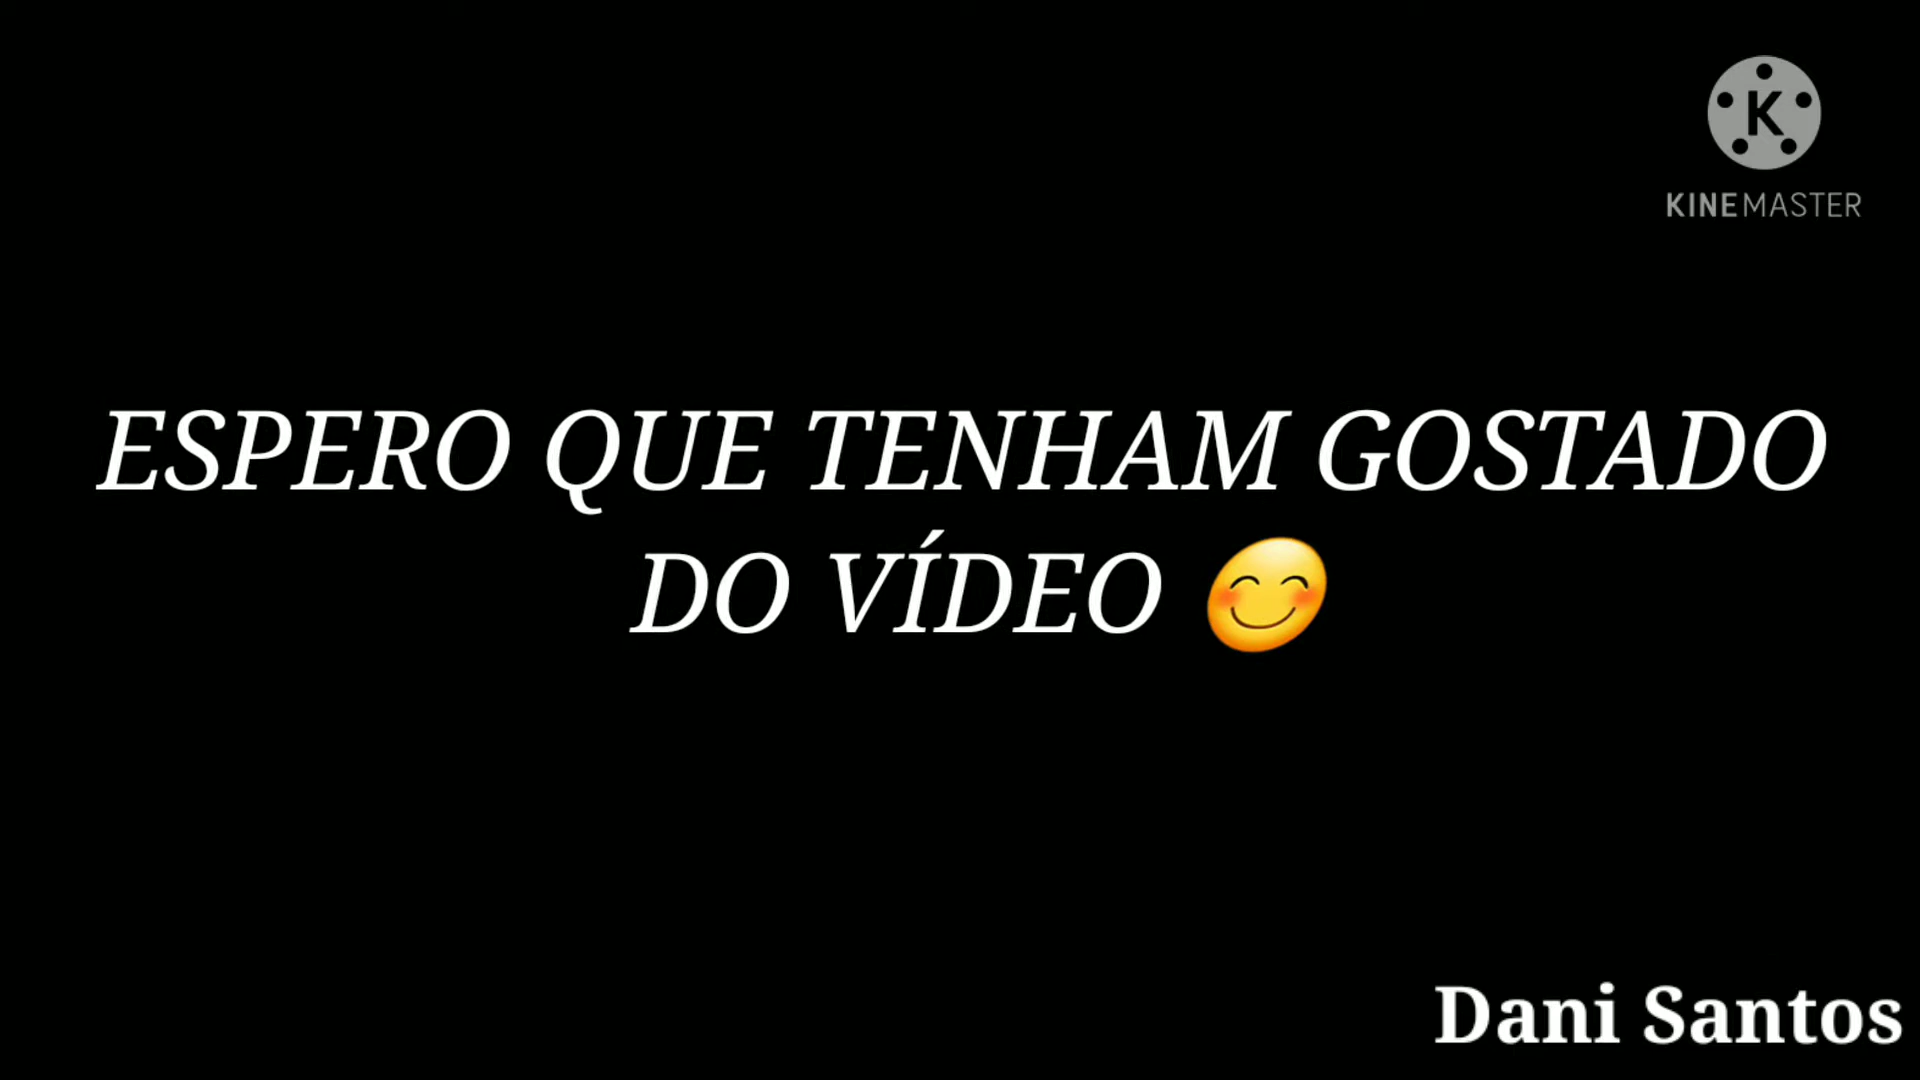 K
KINEMASTER
ESPERO QUE TENHAM GOSTADO
DO VÍDEO 😊
Dani Santos